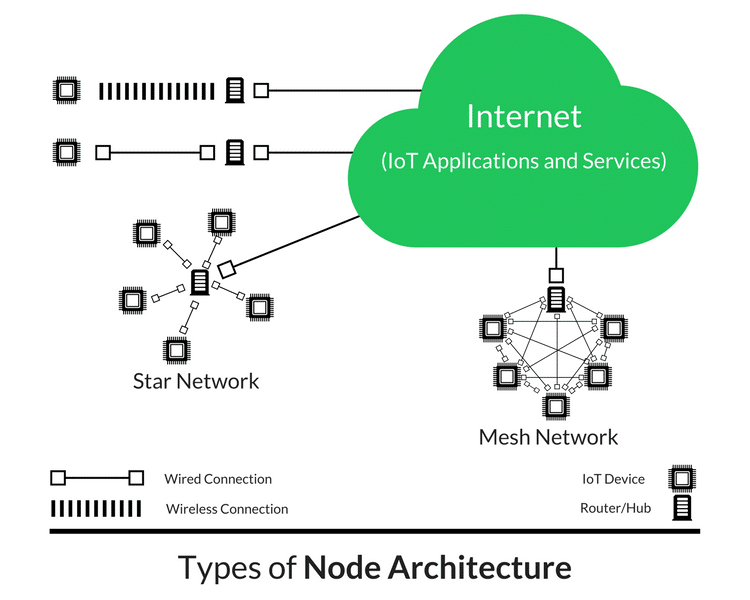 Internet
(IoT Applications and Services)
Star Network
Mesh Network
Wired Connection
IoT Device
Wireless Connection
Router/Hub
Types of Node Architecture